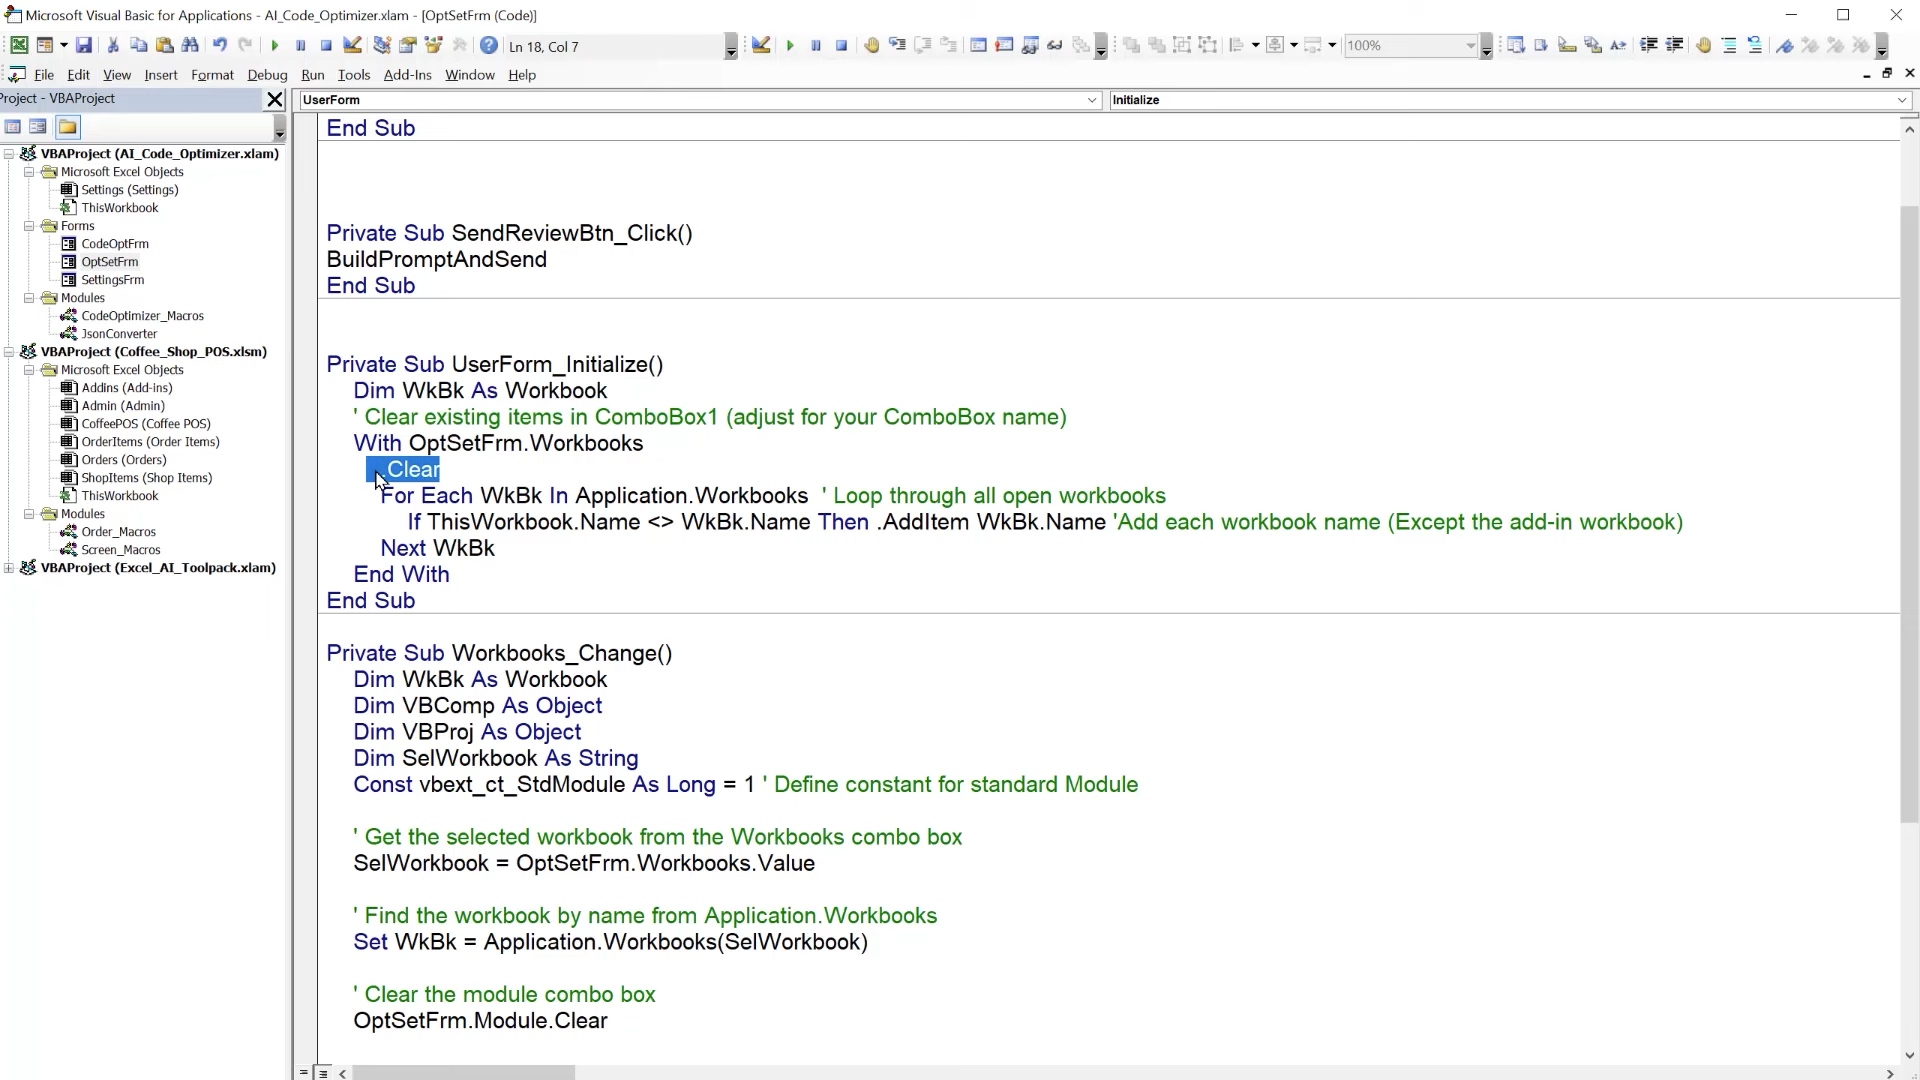 Microsoft Visual Basic for Applications - AI_Code_Optimizer.xlam - [OptSetFrm (Code)]
Ln 18, Col 7
100%
File Edit View Insert Format Debug Run Tools Add-Ins Window Help
Project - VBAProject
UserForm
Initialize
VBAProject (AI_Code_Optimizer.xlam)
Microsoft Excel Objects
Settings (Settings)
ThisWorkbook
Forms
CodeOptFrm
OptSetFrm
SettingsFrm
Modules
CodeOptimizer_Macros
JsonConverter
VBAProject (Coffee_Shop_POS.xlsm)
Microsoft Excel Objects
Addins (Add-ins)
Admin (Admin)
CoffeePOS (Coffee POS)
OrderItems (Order Items)
Orders (Orders)
ShopItems (Shop Items)
ThisWorkbook
Modules
Order_Macros
Screen_Macros
VBAProject (Excel_AI_Toolpack.xlam)
End Sub
Private Sub SendReviewBtn_Click()
BuildPromptAndSend
End Sub
Private Sub UserForm_Initialize()
Dim WkBk As Workbook
' Clear existing items in ComboBox1 (adjust for your ComboBox name)
With OptSetFrm.Workbooks
.Clear
For Each WkBk In Application.Workbooks ' Loop through all open workbooks
If ThisWorkbook.Name <> WkBk.Name Then .AddItem WkBk.Name 'Add each workbook name (Except the add-in workbook)
Next WkBk
End With
End Sub
Private Sub Workbooks_Change()
Dim WkBk As Workbook
Dim VBComp As Object
Dim VBProj As Object
Dim SelWorkbook As String
Const vbext_ct_StdModule As Long = 1 ' Define constant for standard Module
' Get the selected workbook from the Workbooks combo box
SelWorkbook = OptSetFrm.Workbooks.Value
' Find the workbook by name from Application.Workbooks
Set WkBk = Application.Workbooks(SelWorkbook)
' Clear the module combo box
OptSetFrm.Module.Clear